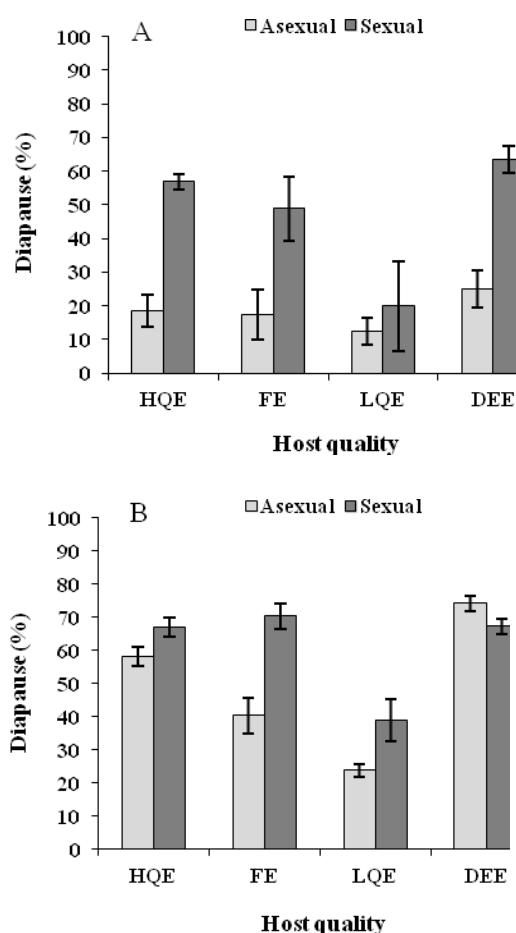 A
Asexual Sexual
100
90
80
70
60
50
40
30
20
10
0
Diapause (%)
HQE FE LQE DEE
Host quality
B
Asexual Sexual
100
90
80
70
60
50
40
30
20
10
0
Diapause (%)
HQE FE LQE DEE
Host quality